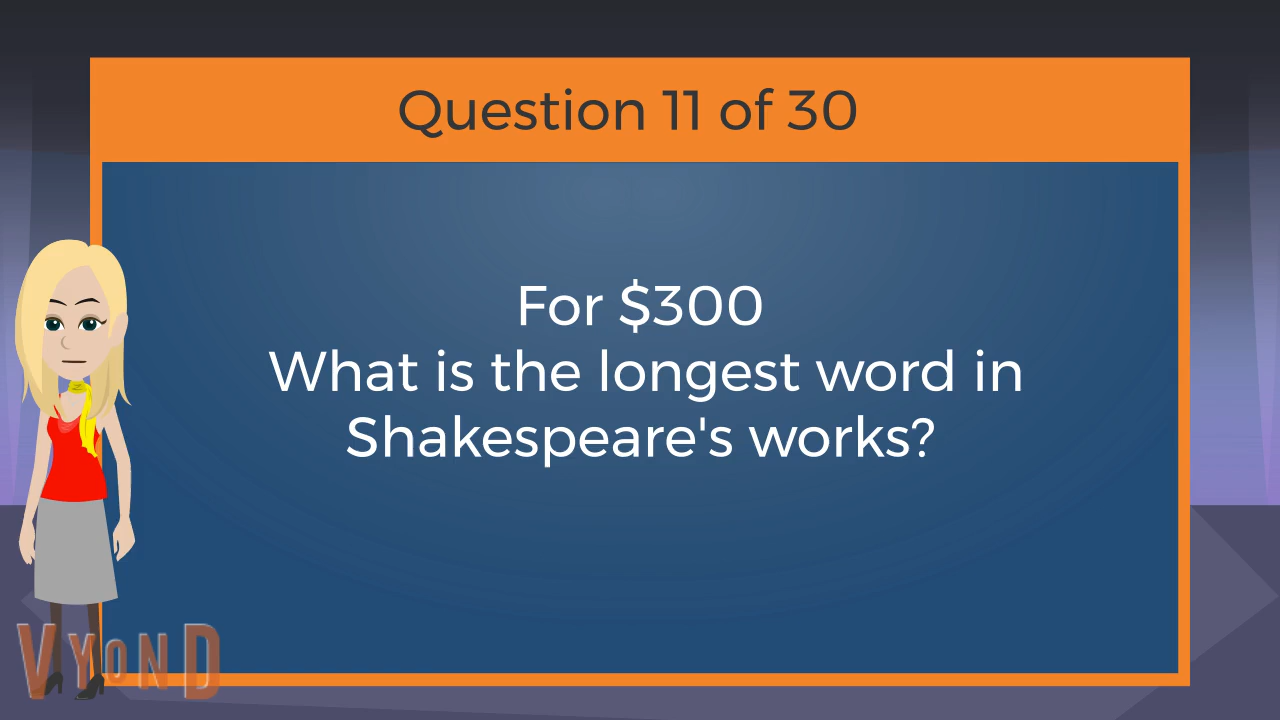 Question 11 of 30
For $300
What is the longest word in
Shakespeare's works?
VYOND